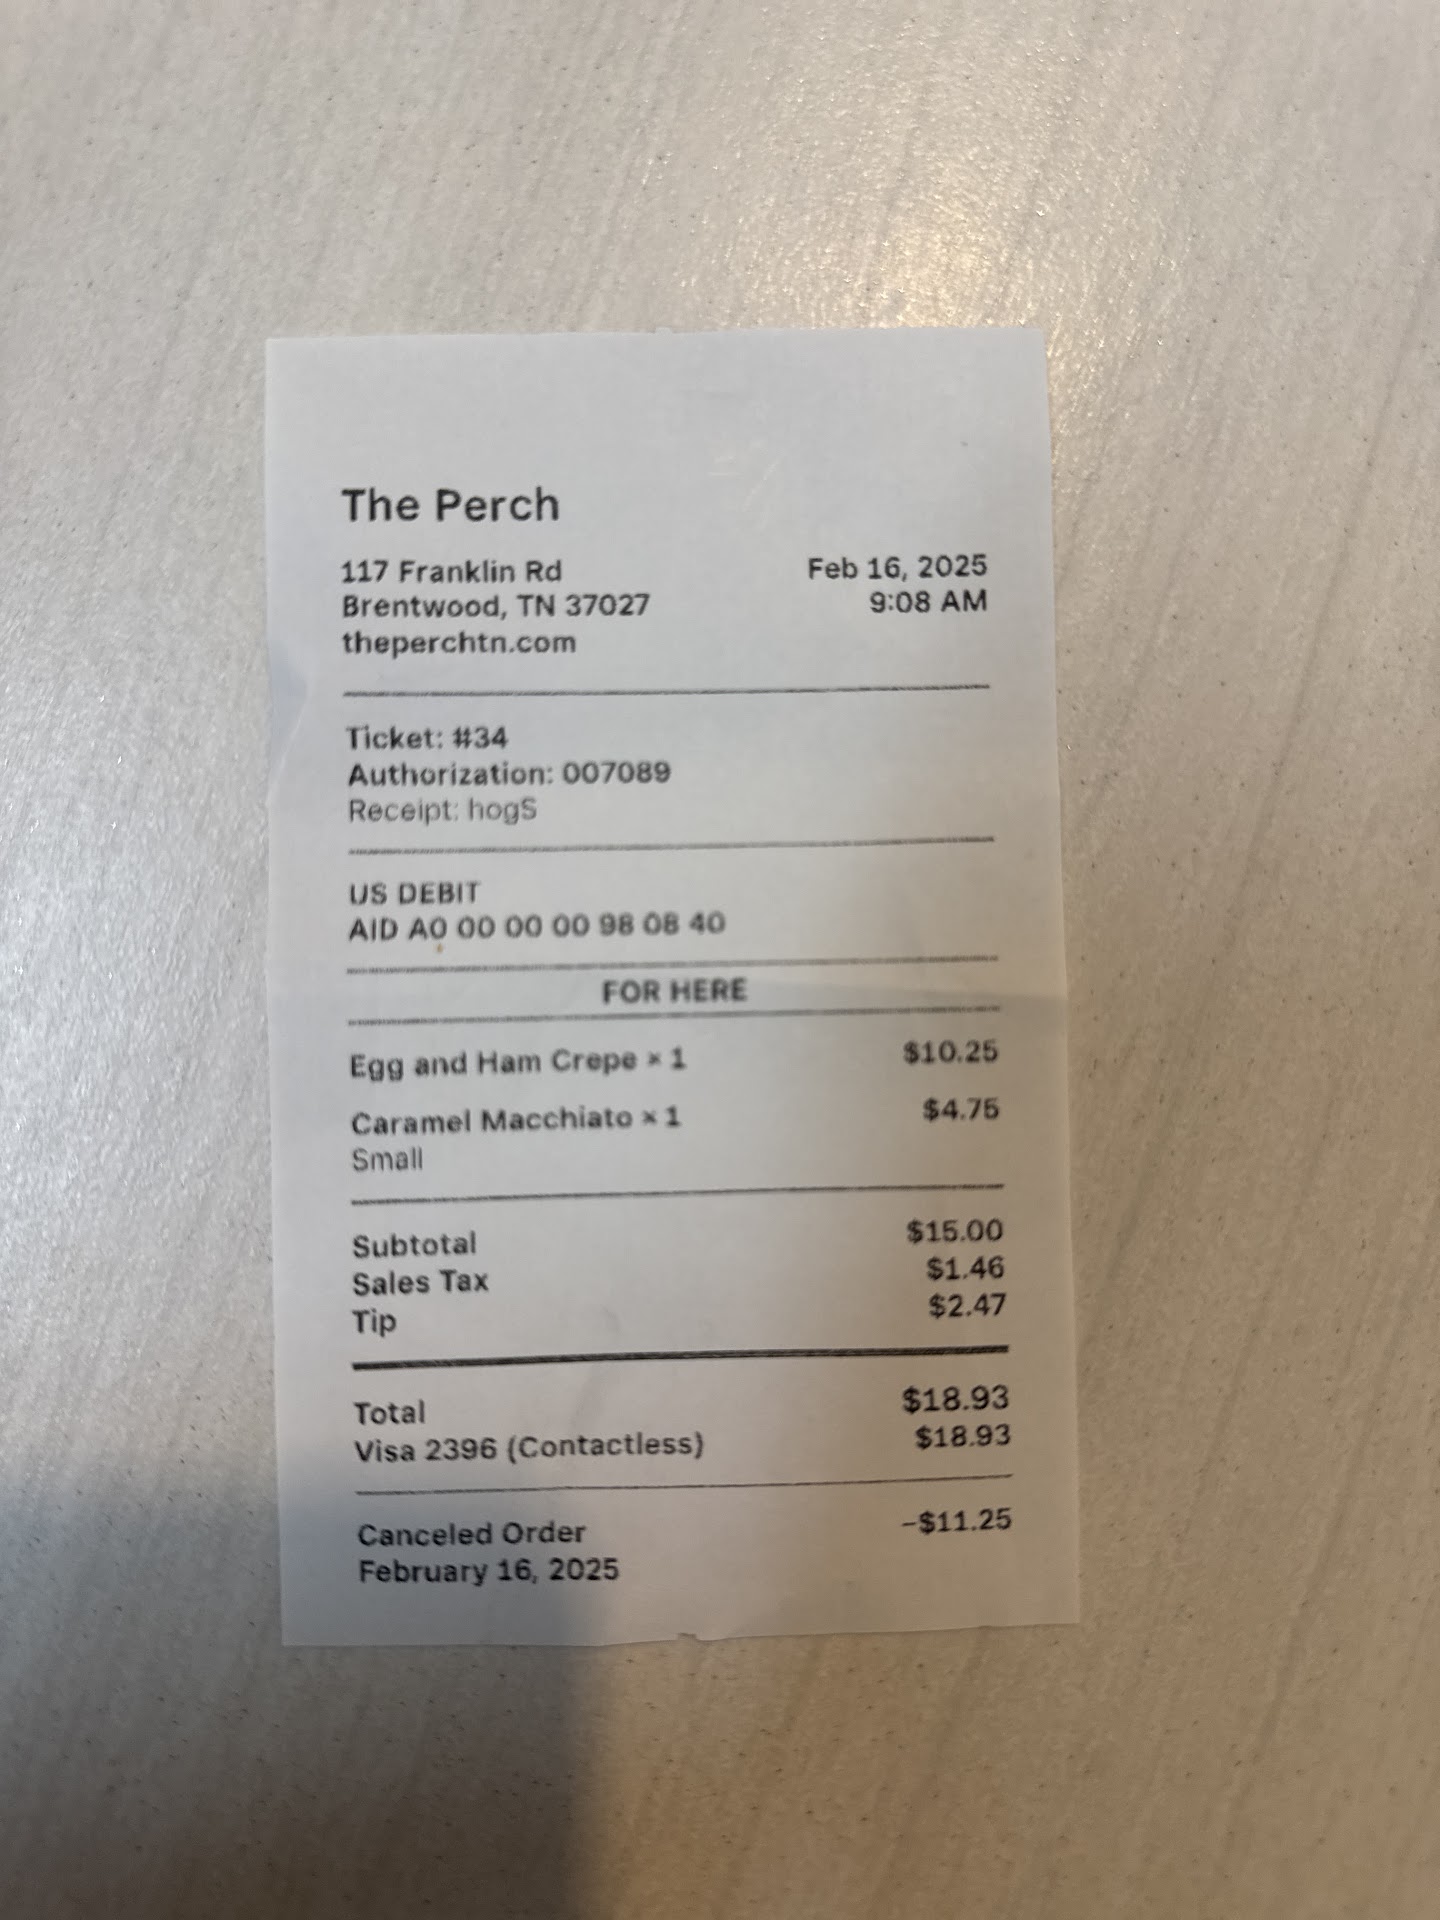 The Perch
117 Franklin Rd Feb 16, 2025
Brentwood, TN 37027 9:08 AM
theperchtn.com
Ticket: #34
Authorization: 007089
Receipt: hogS
US DEBIT
AID A0 00 00 00 98 08 40
FOR HERE
Egg and Ham Crepe × 1 $10.25
Caramel Macchiato × 1 $4.75
Small
Subtotal $15.00
Sales Tax $1.46
Tip $2.47
Total $18.93
Visa 2396 (Contactless) $18.93
Canceled Order -$11.25
February 16, 2025